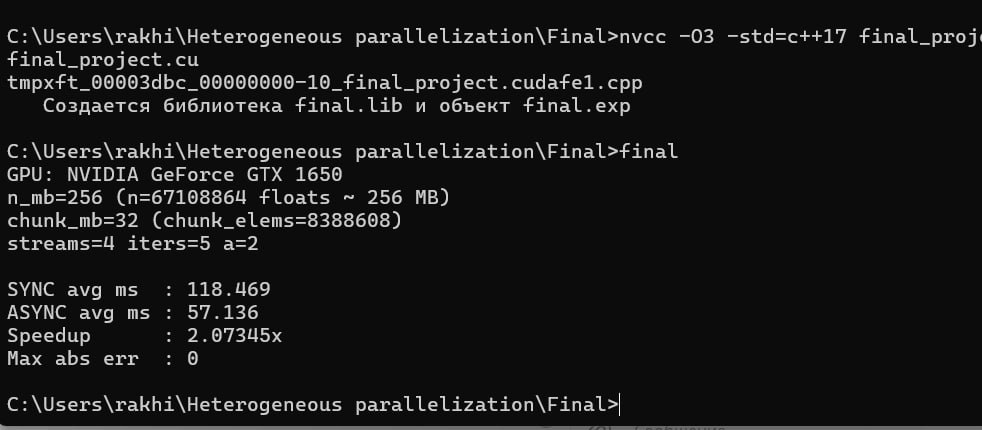 C:\Users\rakhi\Heterogeneous parallelization\Final>nvcc -O3 -std=c++17
final_project.cu
tmpxft_00003dbc_00000000-10_final_project.cudafe1.cpp
Создается библиотека final.lib и объект final.exp
C:\Users\rakhi\Heterogeneous parallelization\Final>final
GPU: NVIDIA GeForce GTX 1650
n_mb=256 (n=67108864 floats ~ 256 MB)
chunk_mb=32 (chunk_elems=8388608)
streams=4 iters=5 a=2
SYNC avg ms : 118.469
ASYNC avg ms : 57.136
Speedup : 2.07345x
Max abs err : 0
C:\Users\rakhi\Heterogeneous parallelization\Final>